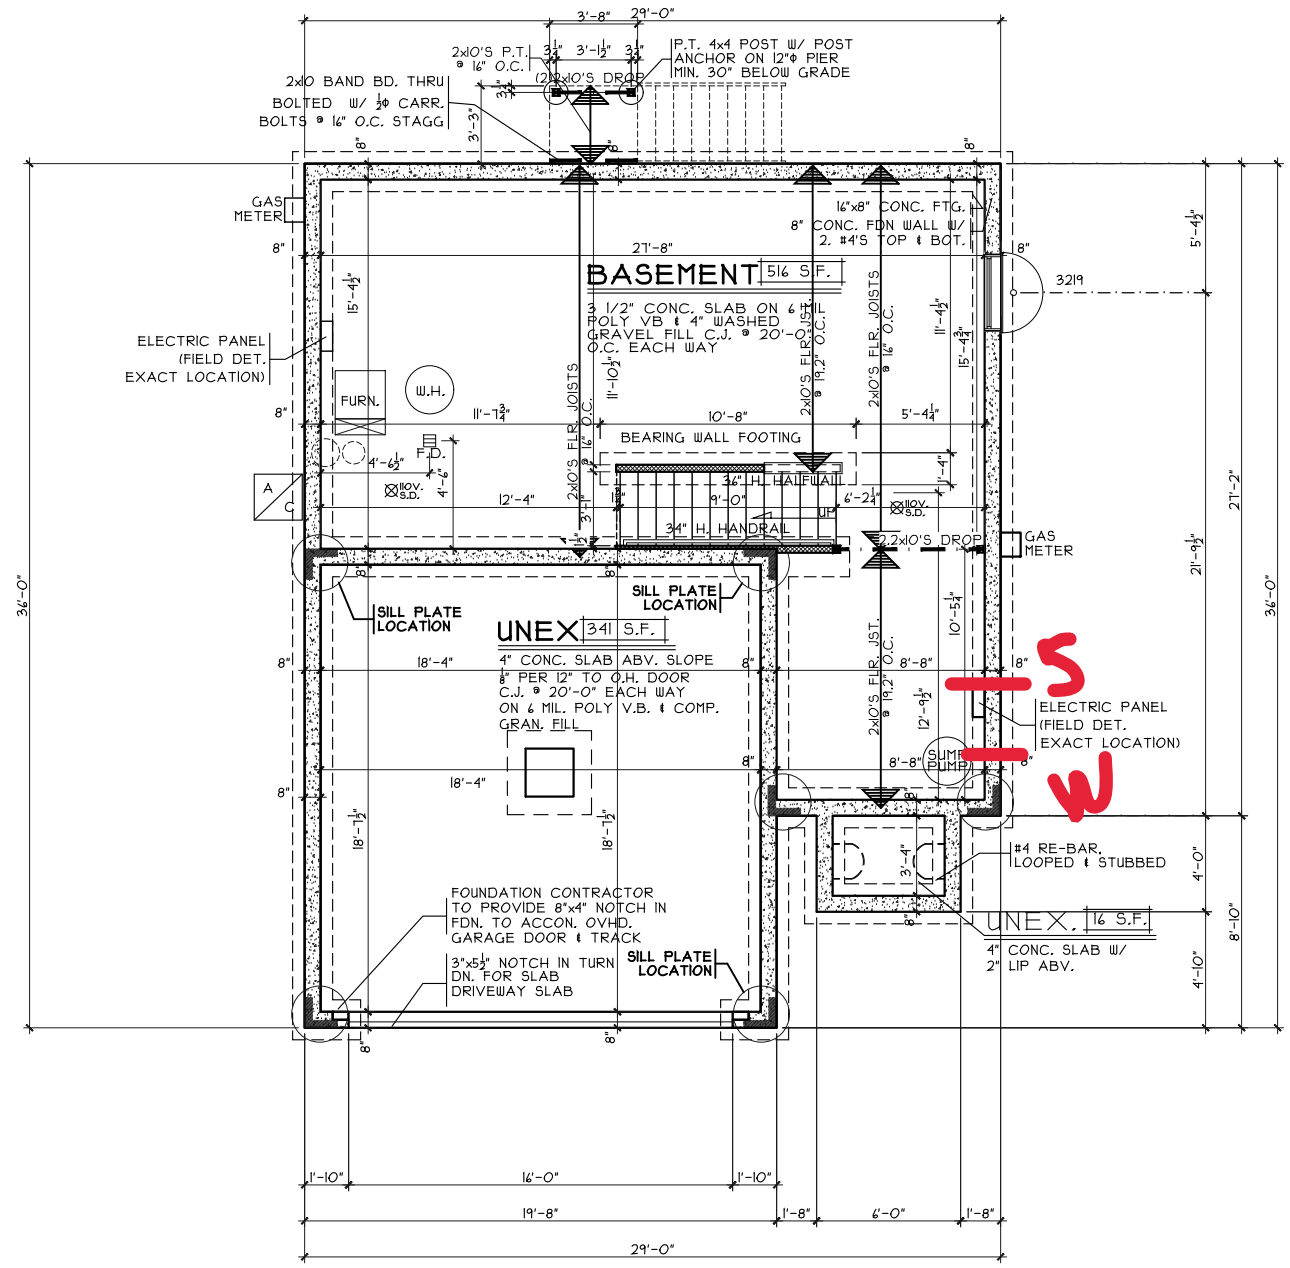 29'-0"
3'-8"
3½" 3'-1½" 3½"
2x10'S P.T.
@ 16" O.C.
P.T. 4x4 POST W/ POST
ANCHOR ON 12"ϕ PIER
MIN. 30" BELOW GRADE
(2)2x10'S DROP
2x10 BAND BD. THRU
BOLTED W/ ½ϕ CARR.
BOLTS @ 16" O.C. STAGG
3½"
3'-3"
8"
8"
8"
GAS
METER
16"x8" CONC. FTG.
8" CONC. FDN WALL W/
2. #4'S TOP & BOT.
8"
27'-8"
8"
5'-4½"
BASEMENT 516 S.F.
3 1/2" CONC. SLAB ON 6 MIL
POLY VB & 4" WASHED
GRAVEL FILL C.J. @ 20'-0"
O.C. EACH WAY
3219
15'-4½"
11'-4½"
15'-4¾"
2x10'S FLR. JST.
@ 19.2" O.C.
2x10'S FLR. JOISTS
@ 16" O.C.
ELECTRIC PANEL
(FIELD DET.
EXACT LOCATION)
FURN.
W.H.
11'-10½"
2x10'S FLR. JOISTS
@ 16" O.C.
8"
11'-7¾"
10'-8"
5'-4¼"
BEARING WALL FOOTING
F.D.
4'-6½"
4'-6"
1'-4"
110V.
S.D.
36" H. HALFWALL
A
C
12'-4"
9'-0"
6'-2¼"
110V.
S.D.
UP
3'-1"
34" H. HANDRAIL
2.2x10'S DROP
GAS
METER
27'-2"
21'-9½"
36'-0"
36'-0"
8"
8"
SILL PLATE
LOCATION
SILL PLATE
LOCATION
10'-5½"
UNEX 341 S.F.
4" CONC. SLAB ABV. SLOPE
⅛" PER 12" TO O.H. DOOR
C.J. @ 20'-0" EACH WAY
ON 6 MIL. POLY V.B. & COMP.
GRAN. FILL
8"
18'-4"
8"
8'-8"
8"
S
2x10'S FLR. JST.
@ 19.2" O.C.
12'-9½"
ELECTRIC PANEL
(FIELD DET.
EXACT LOCATION)
SUMP
PUMP
8"
8'-8"
8"
W
18'-4"
8"
8"
18'-7½"
18'-7½"
3'-4"
#4 RE-BAR.
LOOPED & STUBBED
4'-0"
8"
UNEX. 16 S.F.
4" CONC. SLAB W/
2" LIP ABV.
8'-10"
4'-10"
FOUNDATION CONTRACTOR
TO PROVIDE 8"x4" NOTCH IN
FDN. TO ACCON. OVHD.
GARAGE DOOR & TRACK
3"x5½" NOTCH IN TURN
DN. FOR SLAB
DRIVEWAY SLAB
SILL PLATE
LOCATION
8"
8"
1'-10" 16'-0" 1'-10"
19'-8" 1'-8" 6'-0" 1'-8"
29'-0"